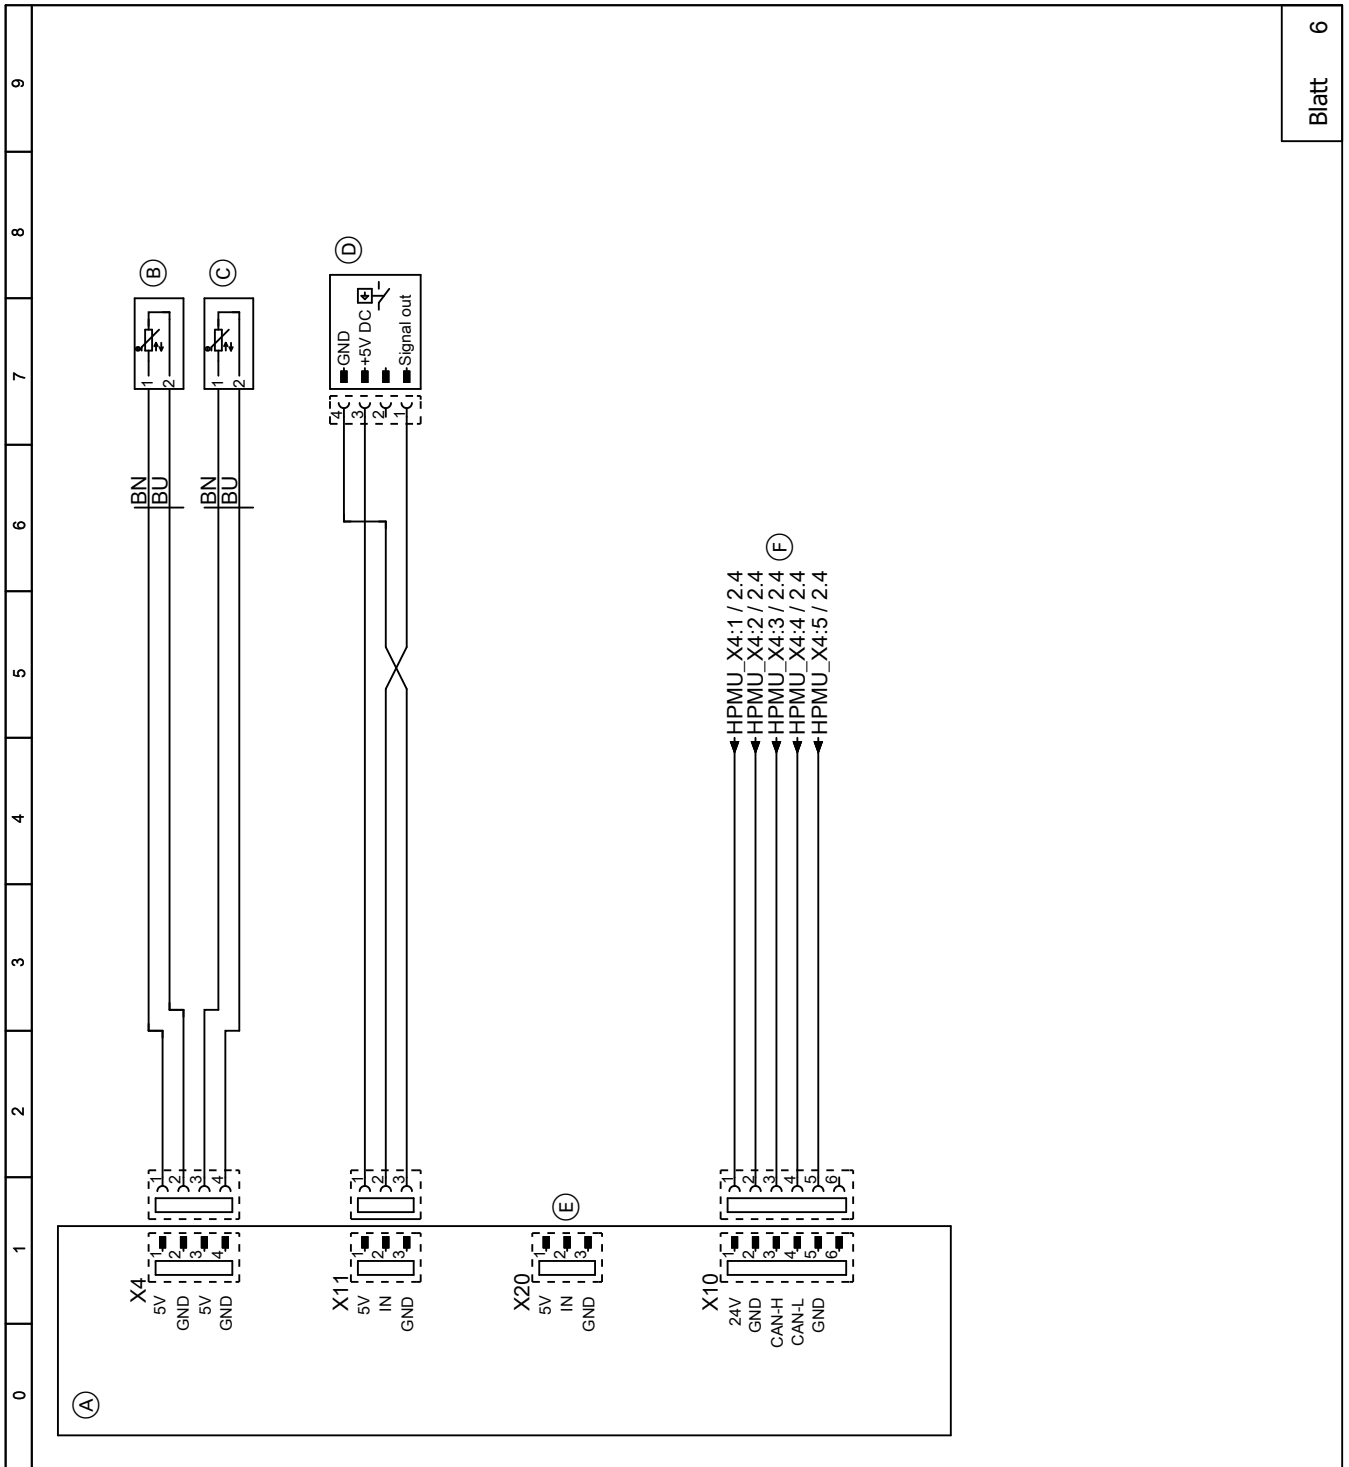 0 1 2 3 4 5 6 7 8 9
Blatt 6
A
X4
5V 1 1
GND 2 2
5V 3 3
GND 4 4
BN
BU
1
2
B
BN
BU
1
2
C
X11
5V 1 1
IN 2 2
GND 3 3
4 GND
3 +5V DC
2
1 Signal out
D
X20
5V 1
IN 2
GND 3
E
X10
24V 1 1 HPMU_X4:1 / 2.4
GND 2 2 HPMU_X4:2 / 2.4
CAN-H 3 3 HPMU_X4:3 / 2.4
CAN-L 4 4 HPMU_X4:4 / 2.4
GND 5 5 HPMU_X4:5 / 2.4
6 6
F